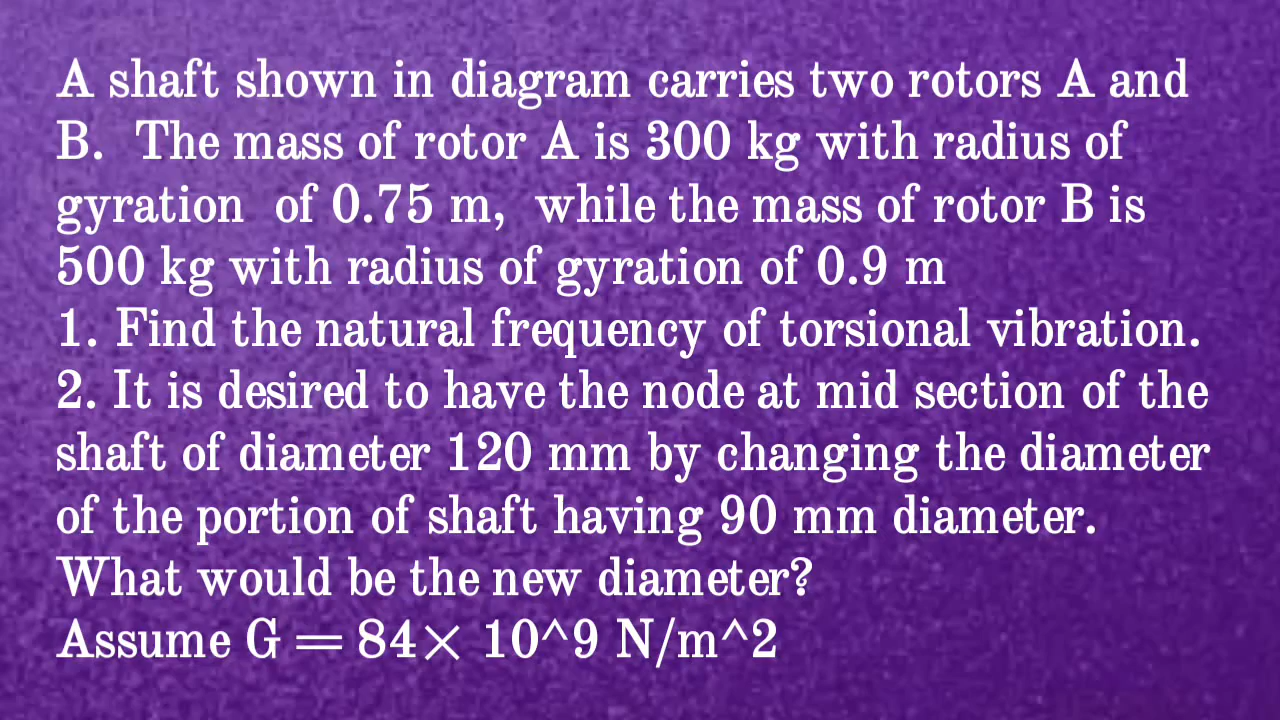 A shaft shown in diagram carries two rotors A and
B.  The mass of rotor A is 300 kg with radius of
gyration  of 0.75 m,  while the mass of rotor B is
500 kg with radius of gyration of 0.9 m
1. Find the natural frequency of torsional vibration.
2. It is desired to have the node at mid section of the
shaft of diameter 120 mm by changing the diameter
of the portion of shaft having 90 mm diameter.
What would be the new diameter?
Assume G = 84× 10^9 N/m^2